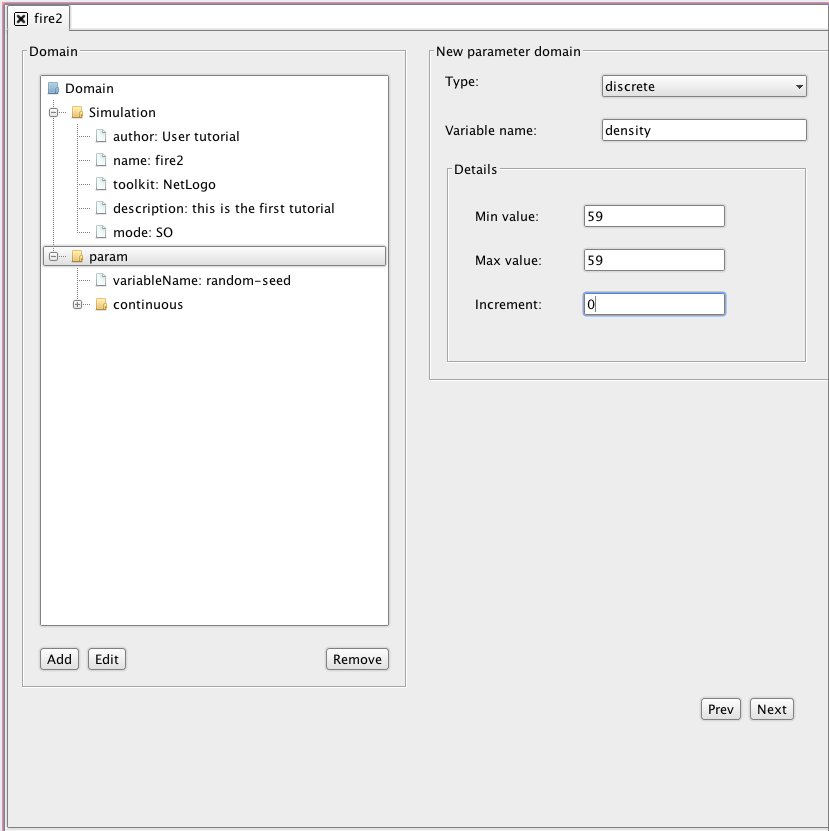 fire2
Domain
Domain
Simulation
author: User tutorial
name: fire2
toolkit: NetLogo
description: this is the first tutorial
mode: SO
param
variableName: random-seed
continuous
Add
Edit
Remove
New parameter domain
Type:
discrete
Variable name:
density
Details
Min value:
59
Max value:
59
Increment:
0
Prev
Next